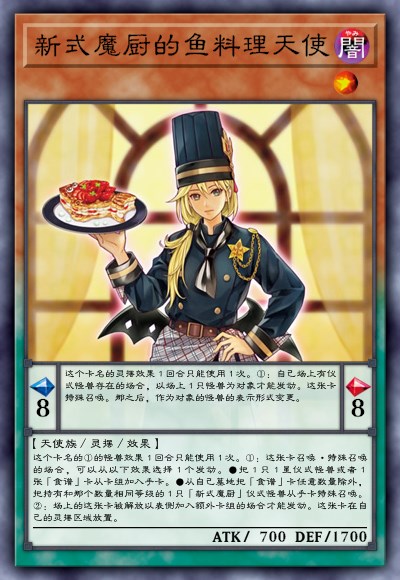 新式魔厨的鱼料理天使
やみ
闇
这个卡名的灵摆效果1回合只能使用1次。①：自己场上有仪
式怪兽存在的场合，以场上1只怪兽为对象才能发动。这张卡
特殊召唤。那之后，作为对象的怪兽的表示形式变更。
8
8
【天使族／灵摆／效果】
这个卡名的①的怪兽效果1回合只能使用1次。①：这张卡召唤·特殊召唤
的场合，可以从以下效果选择1个发动。●把1只1星仪式怪兽或者1
张「食谱」卡从卡组加入手卡。●从自己墓地把「食谱」卡任意数量除外，
把持有和那个数量相同等级的1只「新式魔厨」仪式怪兽从手卡特殊召唤。
②：场上的这张卡被解放以表侧加入额外卡组的场合才能发动。这张卡在自
己的灵摆区域放置。
ATK/ 700 DEF/1700